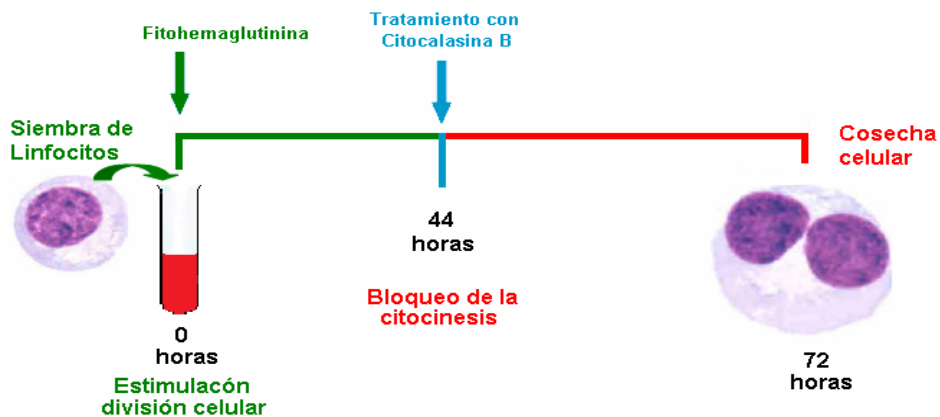 Fitohemaglutinina
Tratamiento con
Citocalasina B
Siembra de
Linfocitos
Cosecha
celular
44
horas
Bloqueo de la
citocinesis
0
horas
Estimulacón
división celular
72
horas